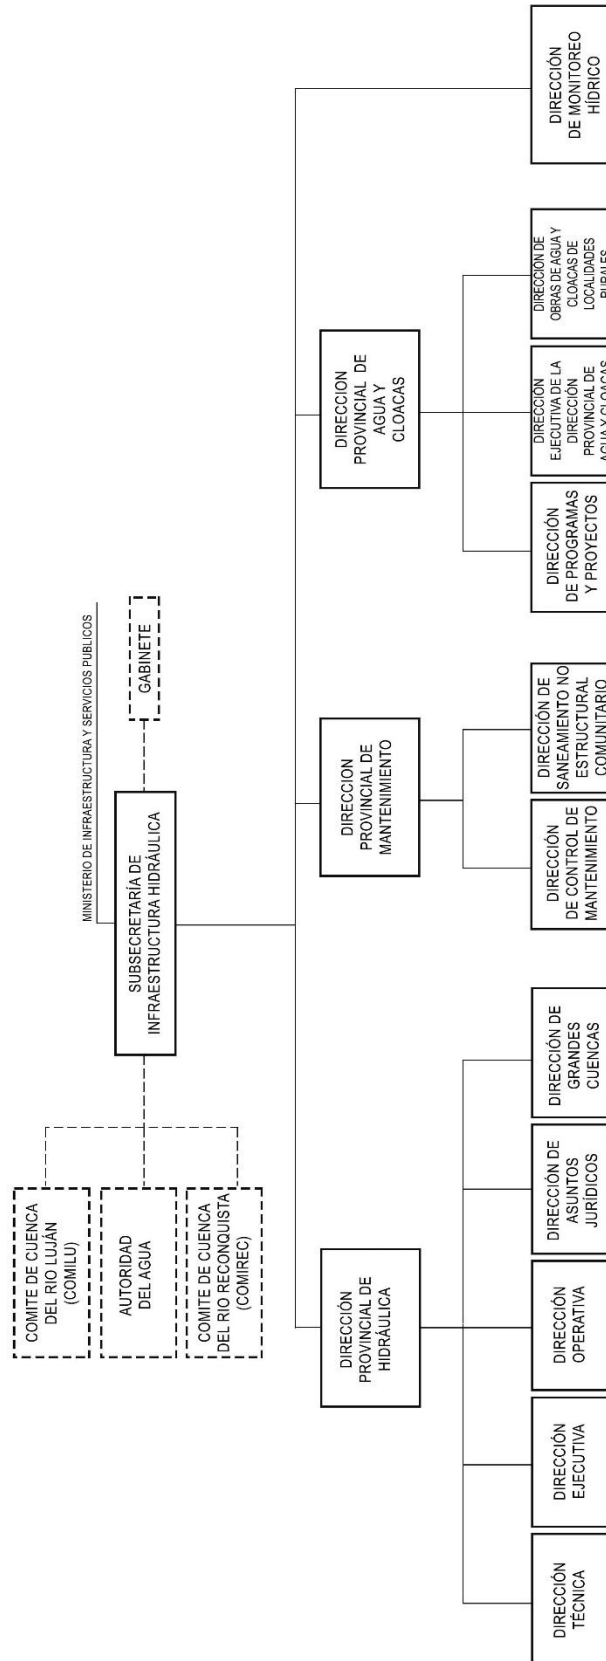 MINISTERIO DE INFRAESTRUCTURA Y SERVICIOS PUBLICOS
SUBSECRETARÍA DE
INFRAESTRUCTURA HIDRÁULICA
GABINETE
COMITE DE CUENCA
DEL RIO LUJÁN
(COMILU)
AUTORIDAD
DEL AGUA
COMITE DE CUENCA
DEL RIO RECONQUISTA
(COMIREC)
DIRECCIÓN
PROVINCIAL DE
HIDRÁULICA
DIRECCION
PROVINCIAL DE
MANTENIMIENTO
DIRECCION
PROVINCIAL DE
AGUA Y
CLOACAS
DIRECCIÓN
TÉCNICA
DIRECCIÓN
EJECUTIVA
DIRECCIÓN
OPERATIVA
DIRECCIÓN DE
ASUNTOS
JURÍDICOS
DIRECCIÓN DE
GRANDES
CUENCAS
DIRECCIÓN
DE CONTROL DE
MANTENIMIENTO
DIRECCIÓN DE
SANEAMIENTO NO
ESTRUCTURAL
COMUNITARIO
DIRECCIÓN
DE PROGRAMAS
Y PROYECTOS
DIRECCIÓN
EJECUTIVA DE LA
DIRECCIÓN
PROVINCIAL DE
AGUA Y CLOACAS
DIRECCION DE
OBRAS DE AGUA Y
CLOACAS DE
LOCALIDADES
RURALES
DIRECCIÓN
DE MONITOREO
HÍDRICO